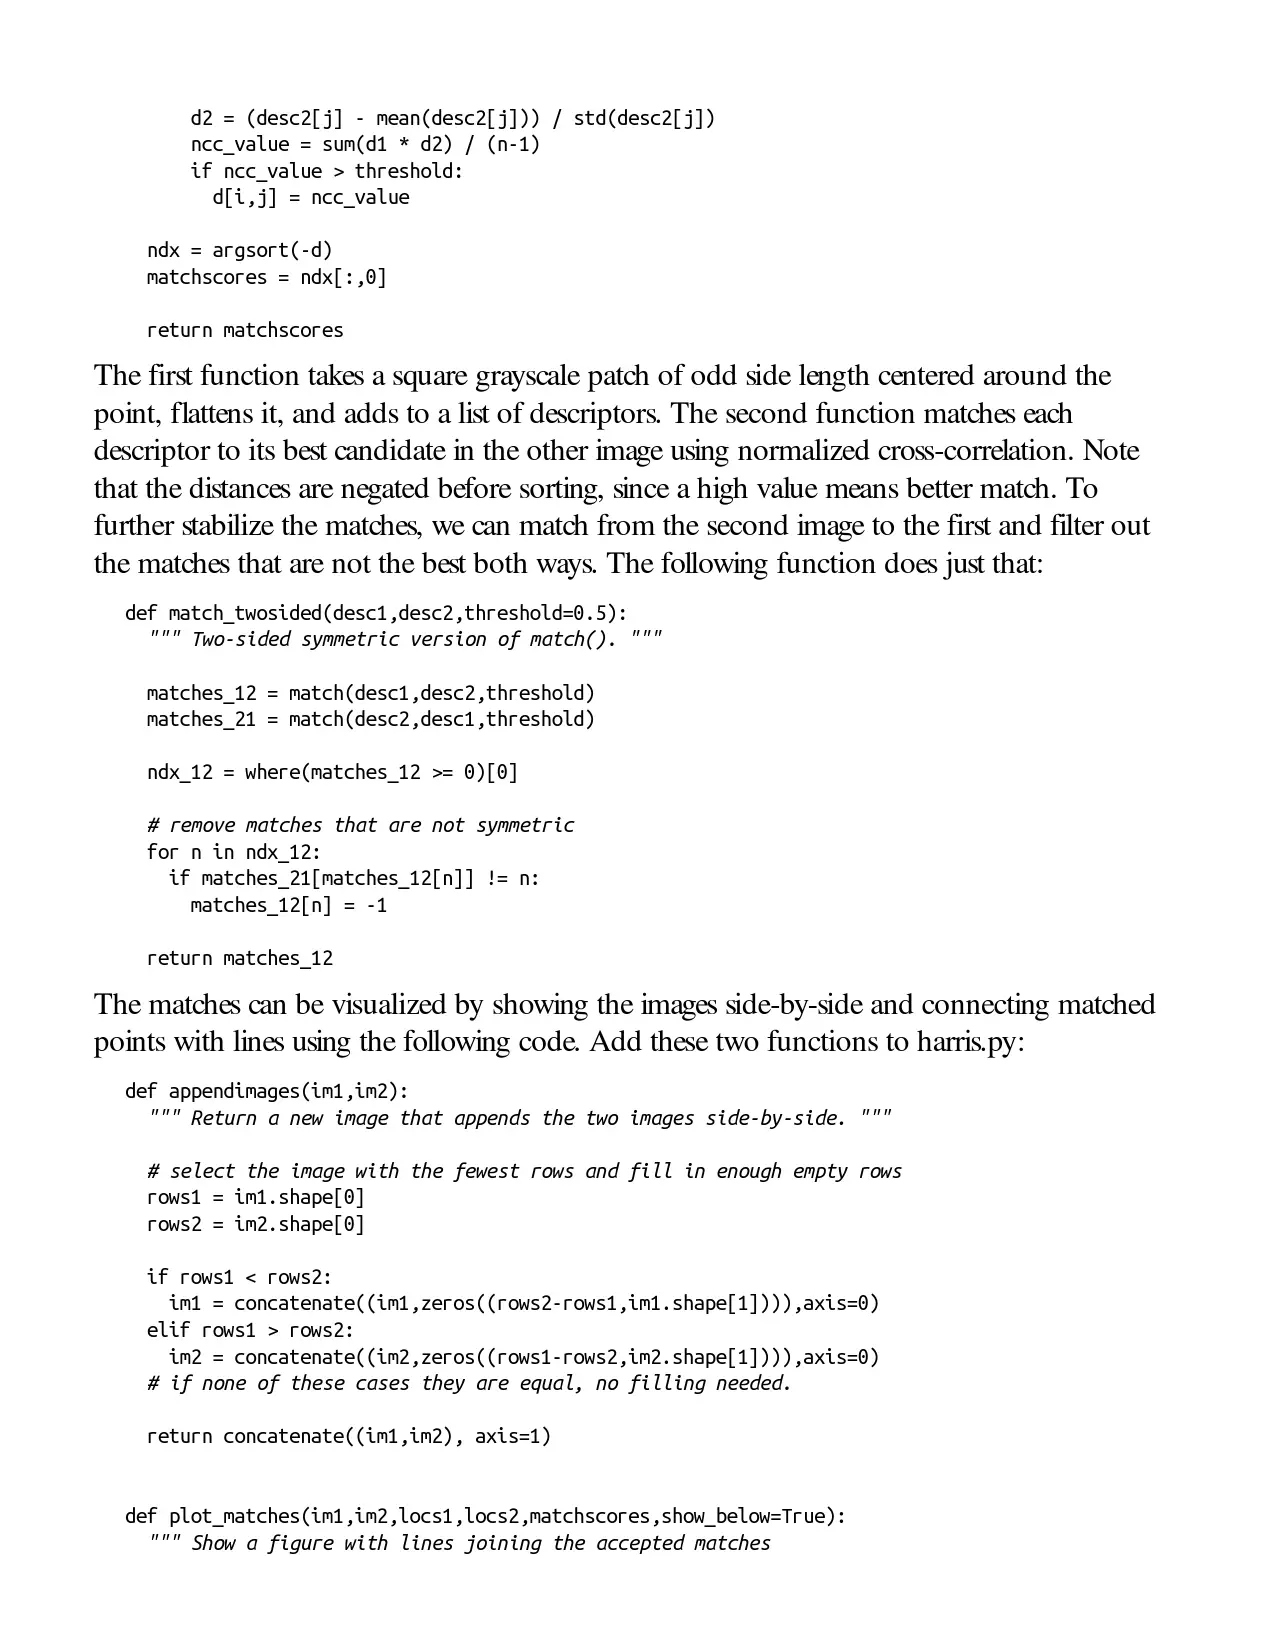 d2 = (desc2[j] - mean(desc2[j])) / std(desc2[j])
        ncc_value = sum(d1 * d2) / (n-1)
        if ncc_value > threshold:
          d[i,j] = ncc_value

    ndx = argsort(-d)
    matchscores = ndx[:,0]

    return matchscores
The first function takes a square grayscale patch of odd side length centered around the
point, flattens it, and adds to a list of descriptors. The second function matches each
descriptor to its best candidate in the other image using normalized cross-correlation. Note
that the distances are negated before sorting, since a high value means better match. To
further stabilize the matches, we can match from the second image to the first and filter out
the matches that are not the best both ways. The following function does just that:
  def match_twosided(desc1,desc2,threshold=0.5):
    """ Two-sided symmetric version of match(). """

    matches_12 = match(desc1,desc2,threshold)
    matches_21 = match(desc2,desc1,threshold)

    ndx_12 = where(matches_12 >= 0)[0]

    # remove matches that are not symmetric
    for n in ndx_12:
      if matches_21[matches_12[n]] != n:
        matches_12[n] = -1

    return matches_12
The matches can be visualized by showing the images side-by-side and connecting matched
points with lines using the following code. Add these two functions to harris.py:
  def appendimages(im1,im2):
    """ Return a new image that appends the two images side-by-side. """

    # select the image with the fewest rows and fill in enough empty rows
    rows1 = im1.shape[0]
    rows2 = im2.shape[0]

    if rows1 < rows2:
      im1 = concatenate((im1,zeros((rows2-rows1,im1.shape[1]))),axis=0)
    elif rows1 > rows2:
      im2 = concatenate((im2,zeros((rows1-rows2,im2.shape[1]))),axis=0)
    # if none of these cases they are equal, no filling needed.

    return concatenate((im1,im2), axis=1)


  def plot_matches(im1,im2,locs1,locs2,matchscores,show_below=True):
    """ Show a figure with lines joining the accepted matches